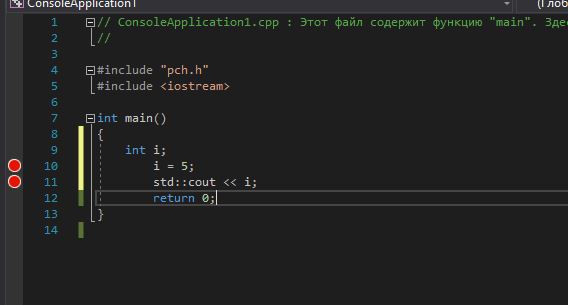 ConsoleApplication1
(Глоб
1 // ConsoleApplication1.cpp : Этот файл содержит функцию "main". Здес
2 //
3
4 #include "pch.h"
5 #include <iostream>
6
7 int main()
8 {
9 int i;
10 i = 5;
11 std::cout << i;
12 return 0;
13 }
14